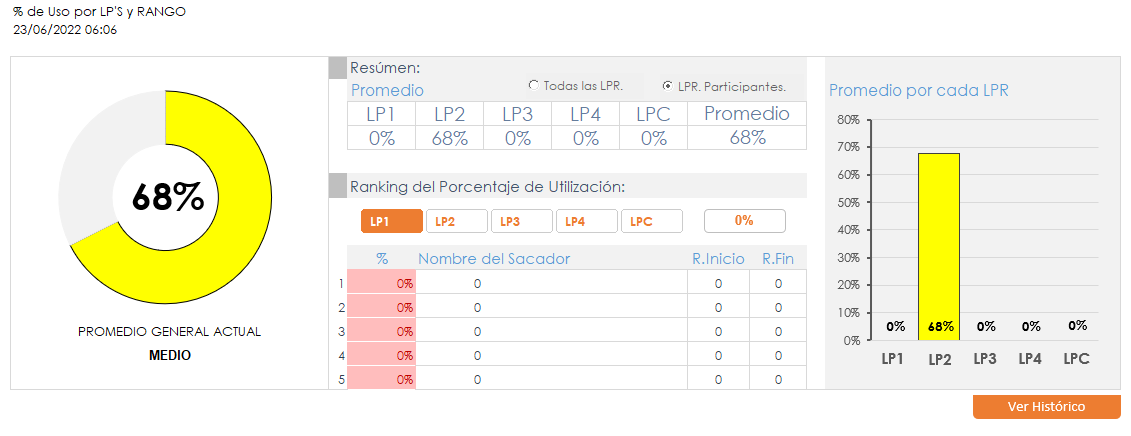 % de Uso por LP'S y RANGO
23/06/2022 06:06
68%
PROMEDIO GENERAL ACTUAL
MEDIO
Resúmen:
Promedio
Todas las LPR.
LPR. Participantes.
LP1 LP2 LP3 LP4 LPC Promedio
0% 68% 0% 0% 0% 68%
Ranking del Porcentaje de Utilización:
LP1 LP2 LP3 LP4 LPC 0%
% Nombre del Sacador R.Inicio R.Fin
1 0% 0 0 0
2 0% 0 0 0
3 0% 0 0 0
4 0% 0 0 0
5 0% 0 0 0
Promedio por cada LPR
80%
70%
60%
50%
40%
30%
20%
10%
0%
0% 68% 0% 0% 0%
LP1 LP2 LP3 LP4 LPC
Ver Histórico